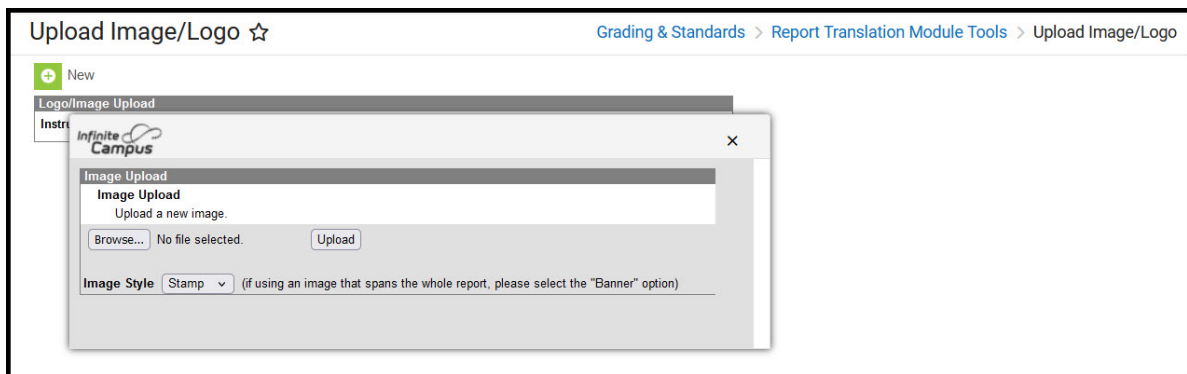 Upload Image/Logo
Grading & Standards > Report Translation Module Tools > Upload Image/Logo
New
Logo/Image Upload
Infinite
Campus
Image Upload
Image Upload
Upload a new image.
Browse... No file selected. Upload
Image Style Stamp (if using an image that spans the whole report, please select the "Banner" option)